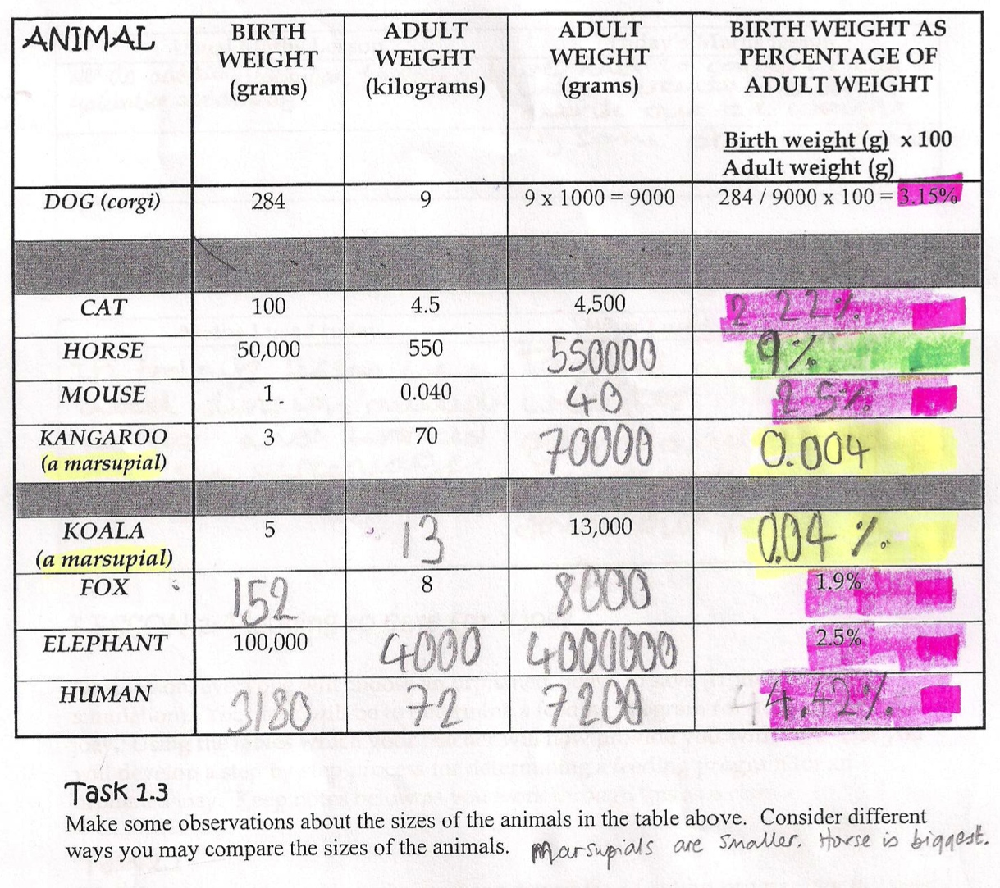 ANIMAL BIRTH WEIGHT (grams) ADULT WEIGHT (kilograms) ADULT WEIGHT (grams) BIRTH WEIGHT AS PERCENTAGE OF ADULT WEIGHT
Birth weight (g) x 100
Adult weight (g)
DOG (corgi) 284 9 9 x 1000 = 9000 284 / 9000 x 100 = 3.15%
CAT 100 4.5 4,500 2 22%
HORSE 50,000 550 550000 9%
MOUSE 1. 0.040 40 2 5%
KANGAROO 3 70 70000 0.004
(a marsupial)
KOALA 5 13 13,000 0.04 %.
(a marsupial)
FOX 152 8 8000 1.9%
ELEPHANT 100,000 4000 4000000 2.5%
HUMAN 3180 72 7200 4.42%
Task 1.3
Make some observations about the sizes of the animals in the table above. Consider different
ways you may compare the sizes of the animals. Marsupials are smaller. Horse is biggest.